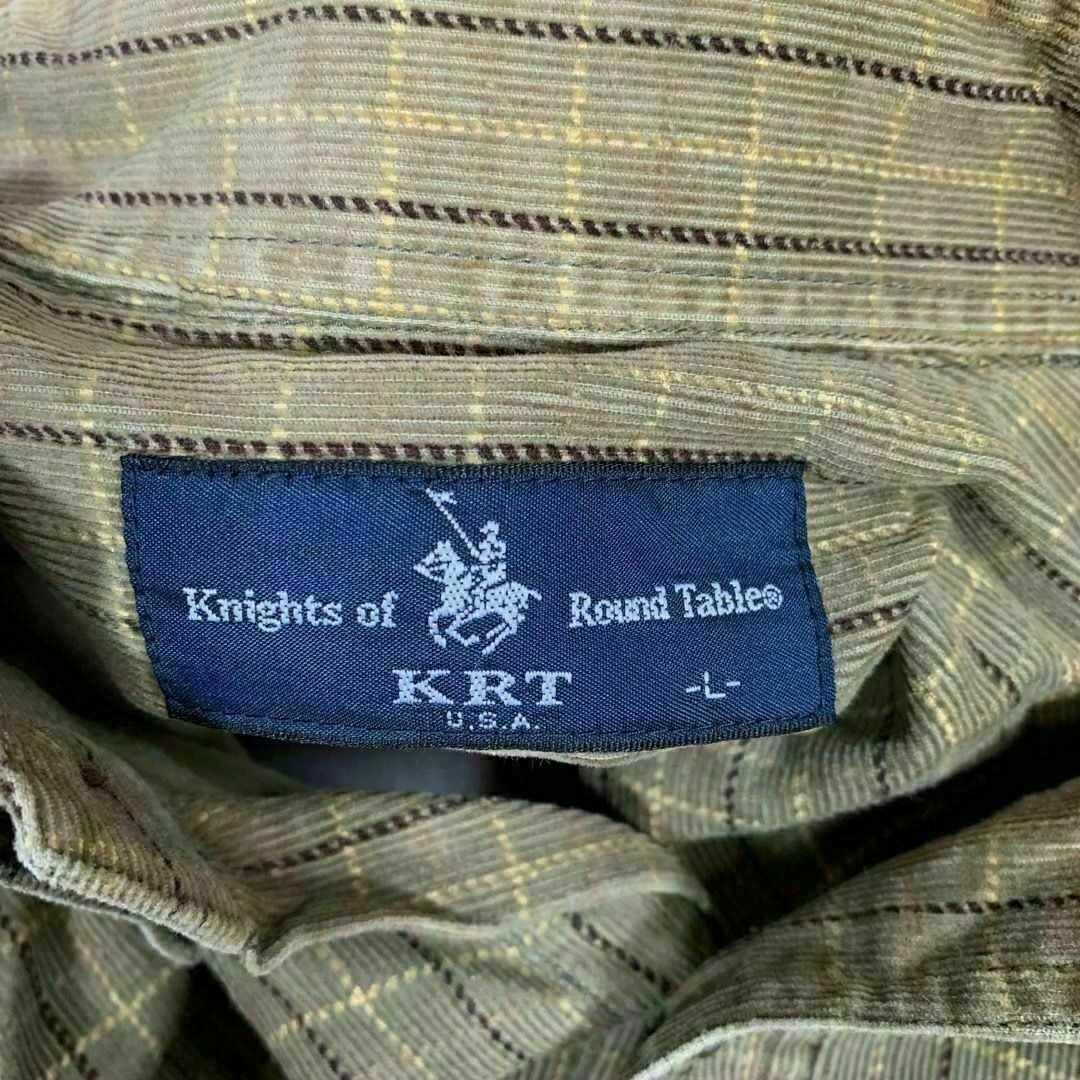 Knights of Round Table®
KRT -L-
U.S.A.